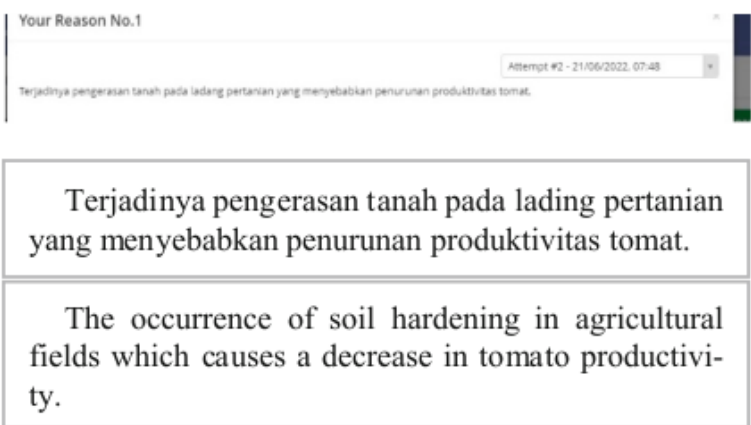 Your Reason No.1
×
Attempt #2 - 21/06/2022, 07:48
Terjadinya pengerasan tanah pada ladang pertanian yang menyebabkan penurunan produktivitas tomat.
Terjadinya pengerasan tanah pada lading pertanian
yang menyebabkan penurunan produktivitas tomat.
The occurrence of soil hardening in agricultural
fields which causes a decrease in tomato productivi-
ty.